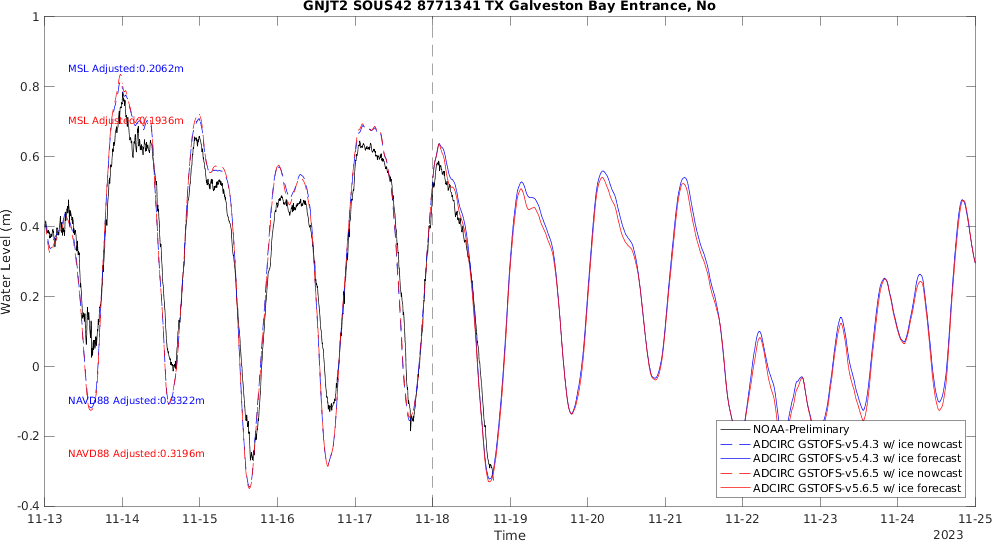 GNJT2 SOUS42 8771341 TX Galveston Bay Entrance, No
1
0.8
0.6
0.4
0.2
0
-0.2
-0.4
Water Level (m)
MSL Adjusted:0.2062m
MSL Adjusted:0.1936m
NAVD88 Adjusted:0.3322m
NAVD88 Adjusted:0.3196m
NOAA-Preliminary
ADCIRC GSTOFS-v5.4.3 w/ ice nowcast
ADCIRC GSTOFS-v5.4.3 w/ ice forecast
ADCIRC GSTOFS-v5.6.5 w/ ice nowcast
ADCIRC GSTOFS-v5.6.5 w/ ice forecast
11-13 11-14 11-15 11-16 11-17 11-18 11-19 11-20 11-21 11-22 11-23 11-24 11-25
Time
2023